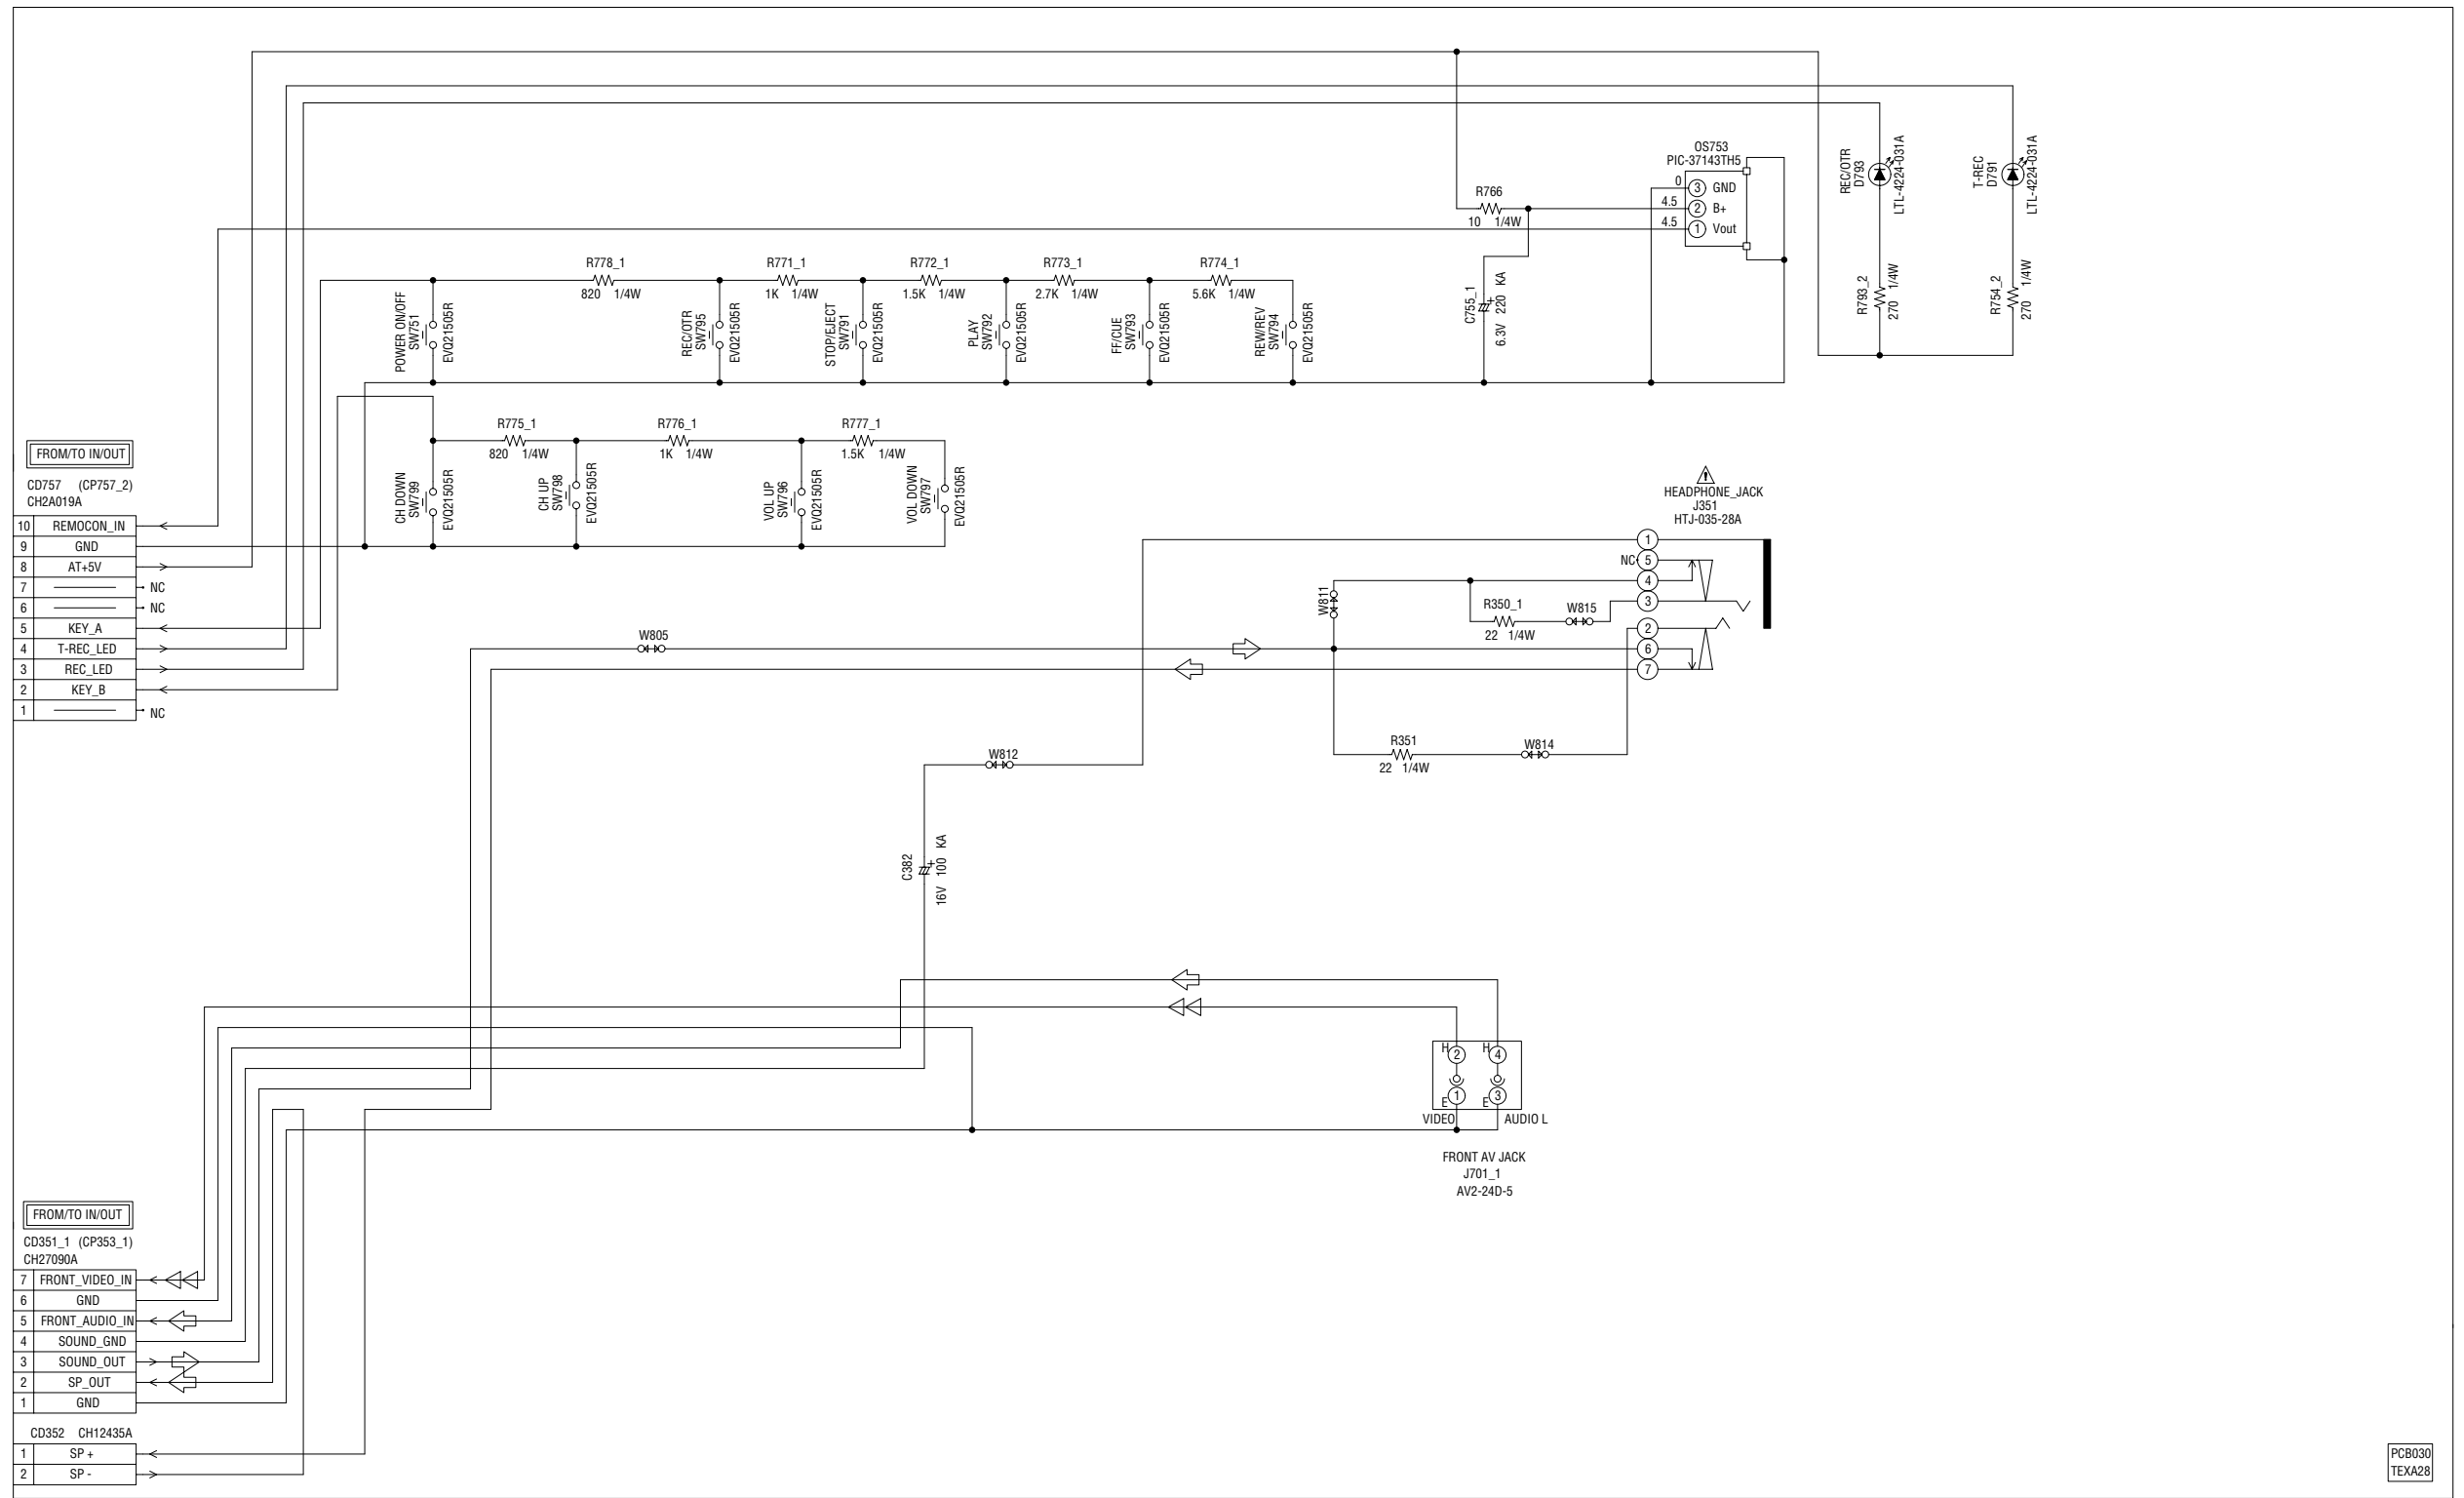 OS753
PIC-37143TH5
0
3 GND
4.5
2 B+
4.5
1 Vout
R766
10 1/4W
REC/OTR
D793
LTL-4224-031A
T-REC
D791
LTL-4224-031A
R793_2
270 1/4W
R754_2
270 1/4W
C755_1
6.3V 220 KA
+
R778_1
820 1/4W
R771_1
1K 1/4W
R772_1
1.5K 1/4W
R773_1
2.7K 1/4W
R774_1
5.6K 1/4W
POWER ON/OFF
SW751
EVQ21505R
REC/OTR
SW795
EVQ21505R
STOP/EJECT
SW791
EVQ21505R
PLAY
SW792
EVQ21505R
FF/CUE
SW793
EVQ21505R
REW/REV
SW794
EVQ21505R
R775_1
820 1/4W
R776_1
1K 1/4W
R777_1
1.5K 1/4W
CH DOWN
SW799
EVQ21505R
CH UP
SW798
EVQ21505R
VOL UP
SW796
EVQ21505R
VOL DOWN
SW797
EVQ21505R
FROM/TO IN/OUT
CD757 (CP757_2)
CH2A019A
10 REMOCON_IN
9 GND
8 AT+5V
7 NC
6 NC
5 KEY_A
4 T-REC_LED
3 REC_LED
2 KEY_B
1 NC
!
HEADPHONE_JACK
J351
HTJ-035-28A
1
NC 5
4
3
2
6
7
W811
R350_1
22 1/4W
W815
W805
R351
22 1/4W
W814
W812
C382
16V 100 KA
+
H 2
H 4
E 1
E 3
VIDEO
AUDIO L
FRONT AV JACK
J701_1
AV2-24D-5
FROM/TO IN/OUT
CD351_1 (CP353_1)
CH27090A
7 FRONT_VIDEO_IN
6 GND
5 FRONT_AUDIO_IN
4 SOUND_GND
3 SOUND_OUT
2 SP_OUT
1 GND
CD352 CH12435A
1 SP +
2 SP -
PCB030
TEXA28